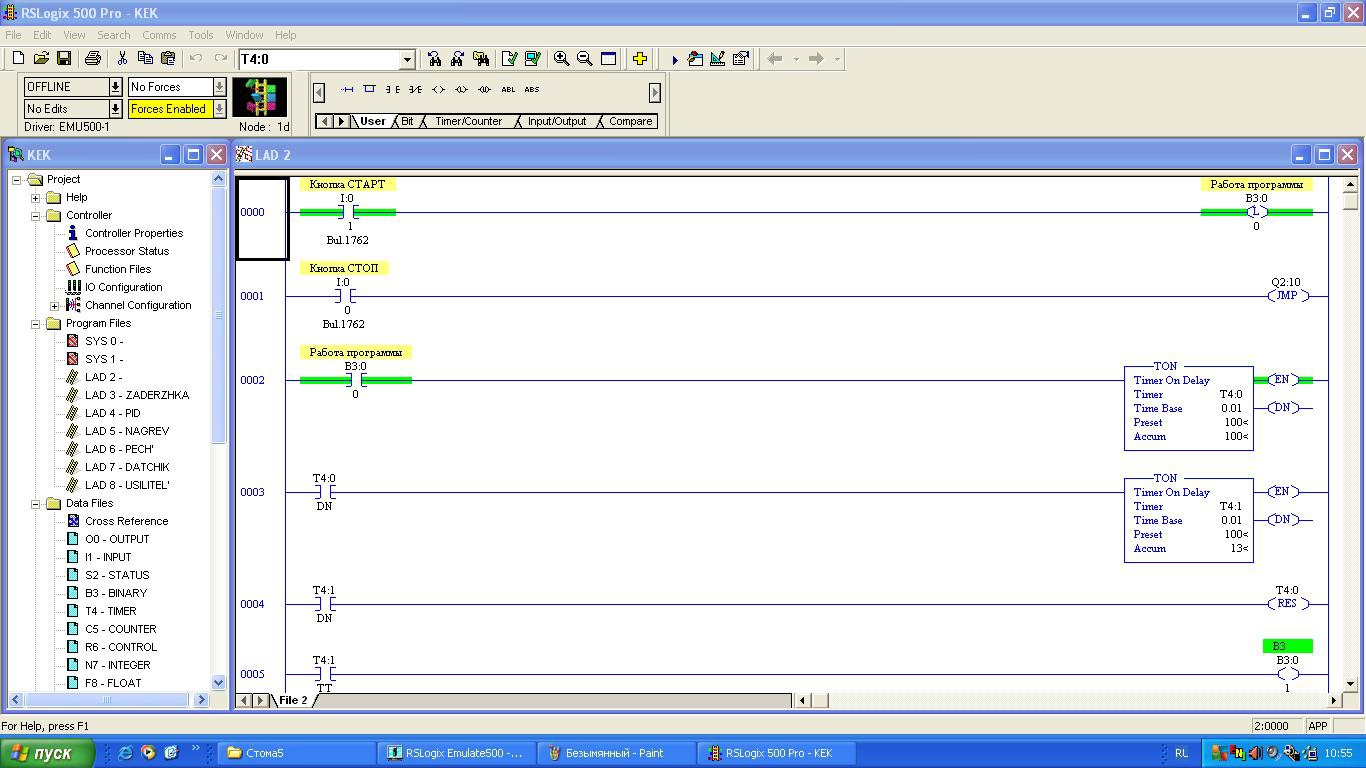 RSLogix 500 Pro - KEK
File Edit View Search Comms Tools Window Help
T4:0
OFFLINE No Forces
No Edits Forces Enabled
Driver: EMU500-1 Node : 1d
ABL ABS
User Bit Timer/Counter Input/Output Compare
KEK
Project
Help
Controller
Controller Properties
Processor Status
Function Files
IO Configuration
Channel Configuration
Program Files
SYS 0 -
SYS 1 -
LAD 2 -
LAD 3 - ZADERZHKA
LAD 4 - PID
LAD 5 - NAGREV
LAD 6 - PECH'
LAD 7 - DATCHIK
LAD 8 - USILITEL'
Data Files
Cross Reference
O0 - OUTPUT
I1 - INPUT
S2 - STATUS
B3 - BINARY
T4 - TIMER
C5 - COUNTER
R6 - CONTROL
N7 - INTEGER
F8 - FLOAT
LAD 2
Кнопка СТАРТ Работа программы
I:0 B3:0
0000 L
1 0
Bul.1762
Кнопка СТОП
I:0 Q2:10
0001 JMP
0
Bul.1762
Работа программы
B3:0 TON
0002 Timer On Delay EN
0 Timer T4:0
Time Base 0.01 DN
Preset 100<
Accum 100<
T4:0 TON
0003 Timer On Delay EN
DN Timer T4:1
Time Base 0.01 DN
Preset 100<
Accum 13<
T4:1 T4:0
0004 RES
DN
B3
T4:1 B3:0
0005
TT 1
File 2
For Help, press F1 2:0000 APP
пуск » Стома5 RSLogix Emulate500 -... Безымянный - Paint RSLogix 500 Pro - KEK RL 10:55